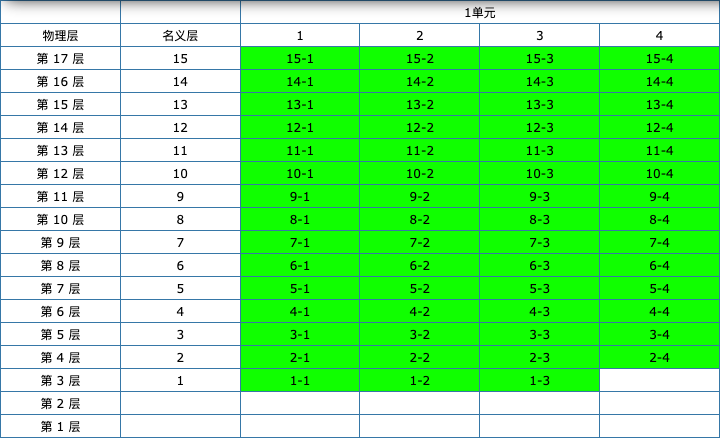 1单元
物理层 名义层 1 2 3 4
第 17 层 15 15-1 15-2 15-3 15-4
第 16 层 14 14-1 14-2 14-3 14-4
第 15 层 13 13-1 13-2 13-3 13-4
第 14 层 12 12-1 12-2 12-3 12-4
第 13 层 11 11-1 11-2 11-3 11-4
第 12 层 10 10-1 10-2 10-3 10-4
第 11 层 9 9-1 9-2 9-3 9-4
第 10 层 8 8-1 8-2 8-3 8-4
第 9 层 7 7-1 7-2 7-3 7-4
第 8 层 6 6-1 6-2 6-3 6-4
第 7 层 5 5-1 5-2 5-3 5-4
第 6 层 4 4-1 4-2 4-3 4-4
第 5 层 3 3-1 3-2 3-3 3-4
第 4 层 2 2-1 2-2 2-3 2-4
第 3 层 1 1-1 1-2 1-3
第 2 层
第 1 层